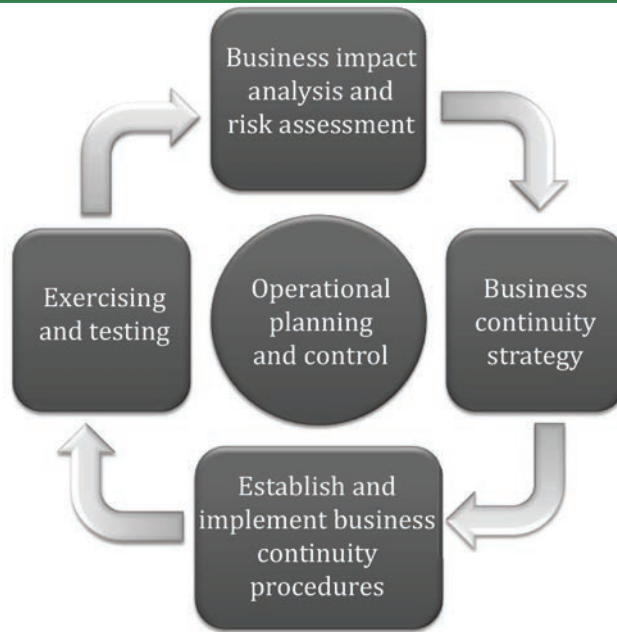 Business impact
analysis and
risk assessment
Business
continuity
strategy
Establish and
implement business
continuity
procedures
Exercising
and testing
Operational
planning
and control